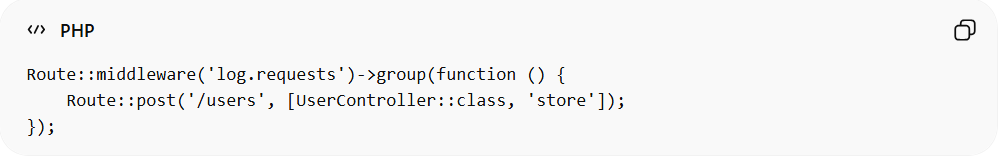 </> PHP
Route::middleware('log.requests')->group(function () {
    Route::post('/users', [UserController::class, 'store']);
});